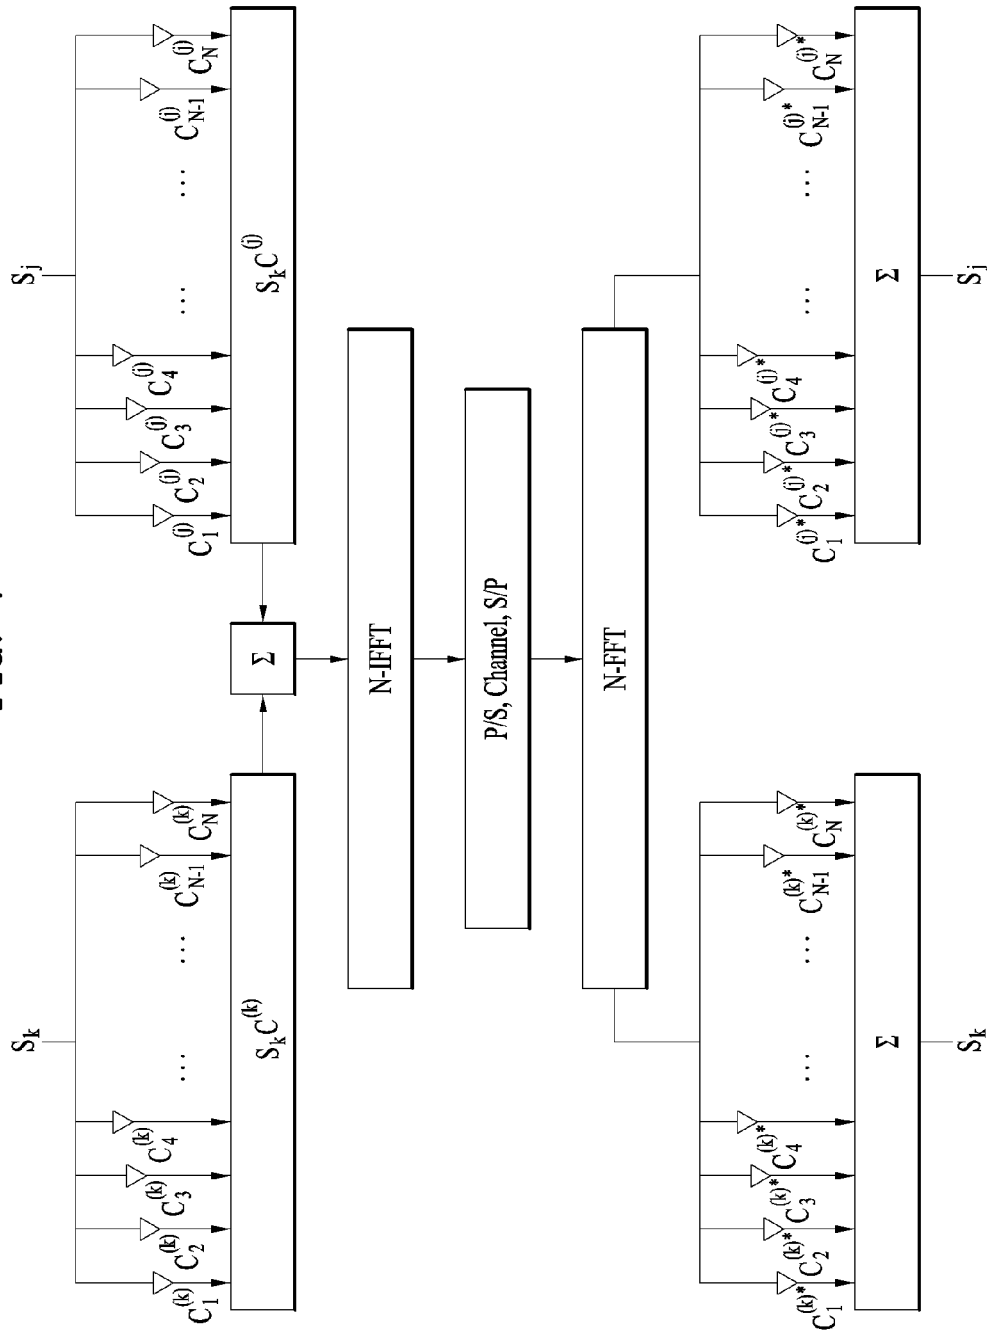 S_k
C_1^(k) C_2^(k) C_3^(k) C_4^(k) ... ... C_N-1^(k) C_N^(k)
S_k C^(k)
S_j
C_1^(j) C_2^(j) C_3^(j) C_4^(j) ... ... C_N-1^(j) C_N^(j)
S_k C^(j)
Σ
N-IFFT
P/S, Channel, S/P
N-FFT
C_1^(k)* C_2^(k)* C_3^(k)* C_4^(k)* ... ... C_N-1^(k)* C_N^(k)*
Σ
S_k
C_1^(j)* C_2^(j)* C_3^(j)* C_4^(j)* ... ... C_N-1^(j)* C_N^(j)*
Σ
S_j